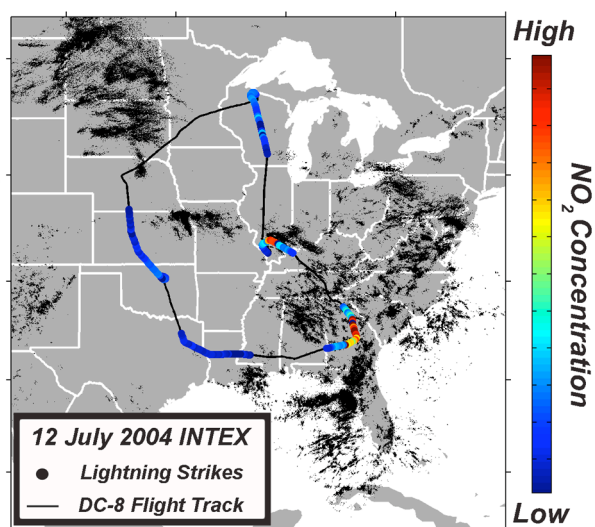 High
NO2 Concentration
Low
12 July 2004 INTEX
Lightning Strikes
DC-8 Flight Track